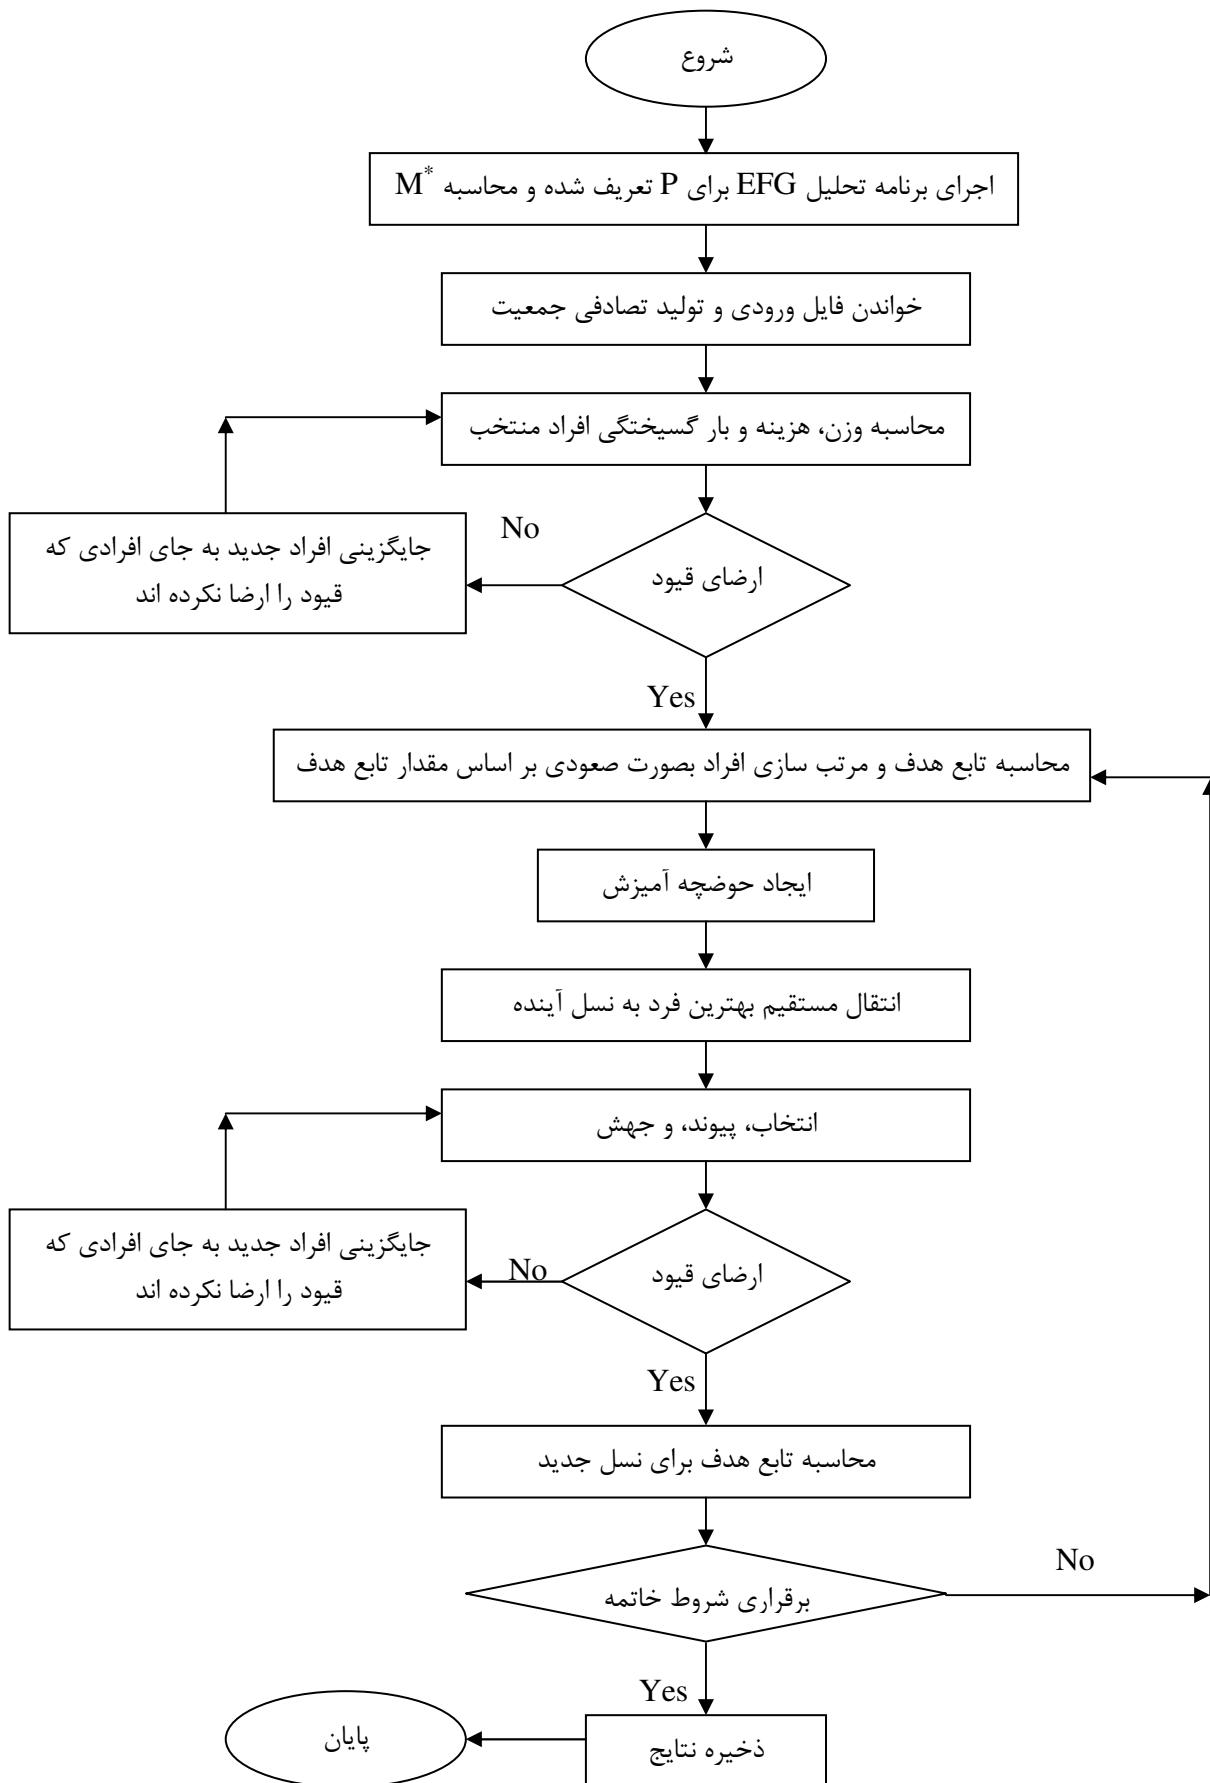 شروع
اجرای برنامه تحلیل EFG برای P تعریف شده و محاسبه M*
خواندن فایل ورودی و تولید تصادفی جمعیت
محاسبه وزن، هزینه و بار گسیختگی افراد منتخب
No
جایگزینی افراد جدید به جای افرادی که
قیود را ارضا نکرده اند
ارضای قیود
Yes
محاسبه تابع هدف و مرتب سازی افراد بصورت صعودی بر اساس مقدار تابع هدف
ایجاد حوضچه آمیزش
انتقال مستقیم بهترین فرد به نسل آینده
انتخاب، پیوند، و جهش
جایگزینی افراد جدید به جای افرادی که
قیود را ارضا نکرده اند
No
ارضای قیود
Yes
محاسبه تابع هدف برای نسل جدید
No
برقراری شروط خاتمه
Yes
ذخیره نتایج
پایان